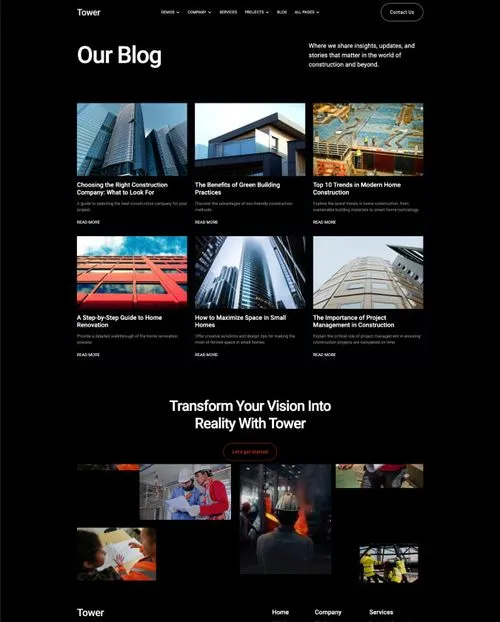 Tower
DEMOS
COMPANY
SERVICES
PROJECTS
BLOG
ALL PAGES
Contact Us
Our Blog
Where we share insights, updates, and
stories that matter in the world of
construction and beyond.
Choosing the Right Construction
Company: What to Look For
A guide to selecting the best construction company for your
project.
READ MORE
The Benefits of Green Building
Practices
Discover the advantages of eco-friendly construction
methods.
READ MORE
Top 10 Trends in Modern Home
Construction
Explore the latest trends in home construction, from
sustainable building materials to smart home technology.
READ MORE
A Step-by-Step Guide to Home
Renovation
Provide a detailed walkthrough of the home renovation
process.
READ MORE
How to Maximize Space in Small
Homes
Offer creative solutions and design tips for making the
most of limited space in small homes.
READ MORE
The Importance of Project
Management in Construction
Explain the critical role of project management in ensuring
construction projects are completed on time.
READ MORE
Transform Your Vision Into
Reality With Tower
Let's get started
Tower
Home
Company
Services